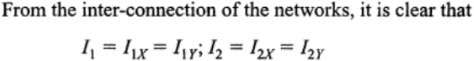 From the inter-connection of the networks, it is clear that
I₁ = I₁X = I₁Y; I₂ = I₂X = I₂Y